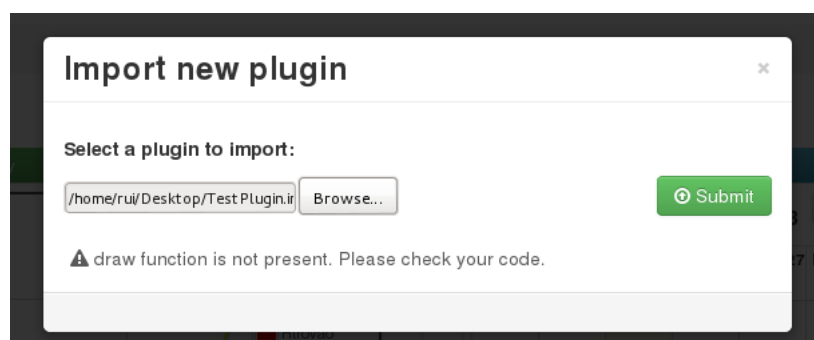 Import new plugin
×
Select a plugin to import:
/home/rui/Desktop/TestPlugin.ir Browse... Submit
draw function is not present. Please check your code.